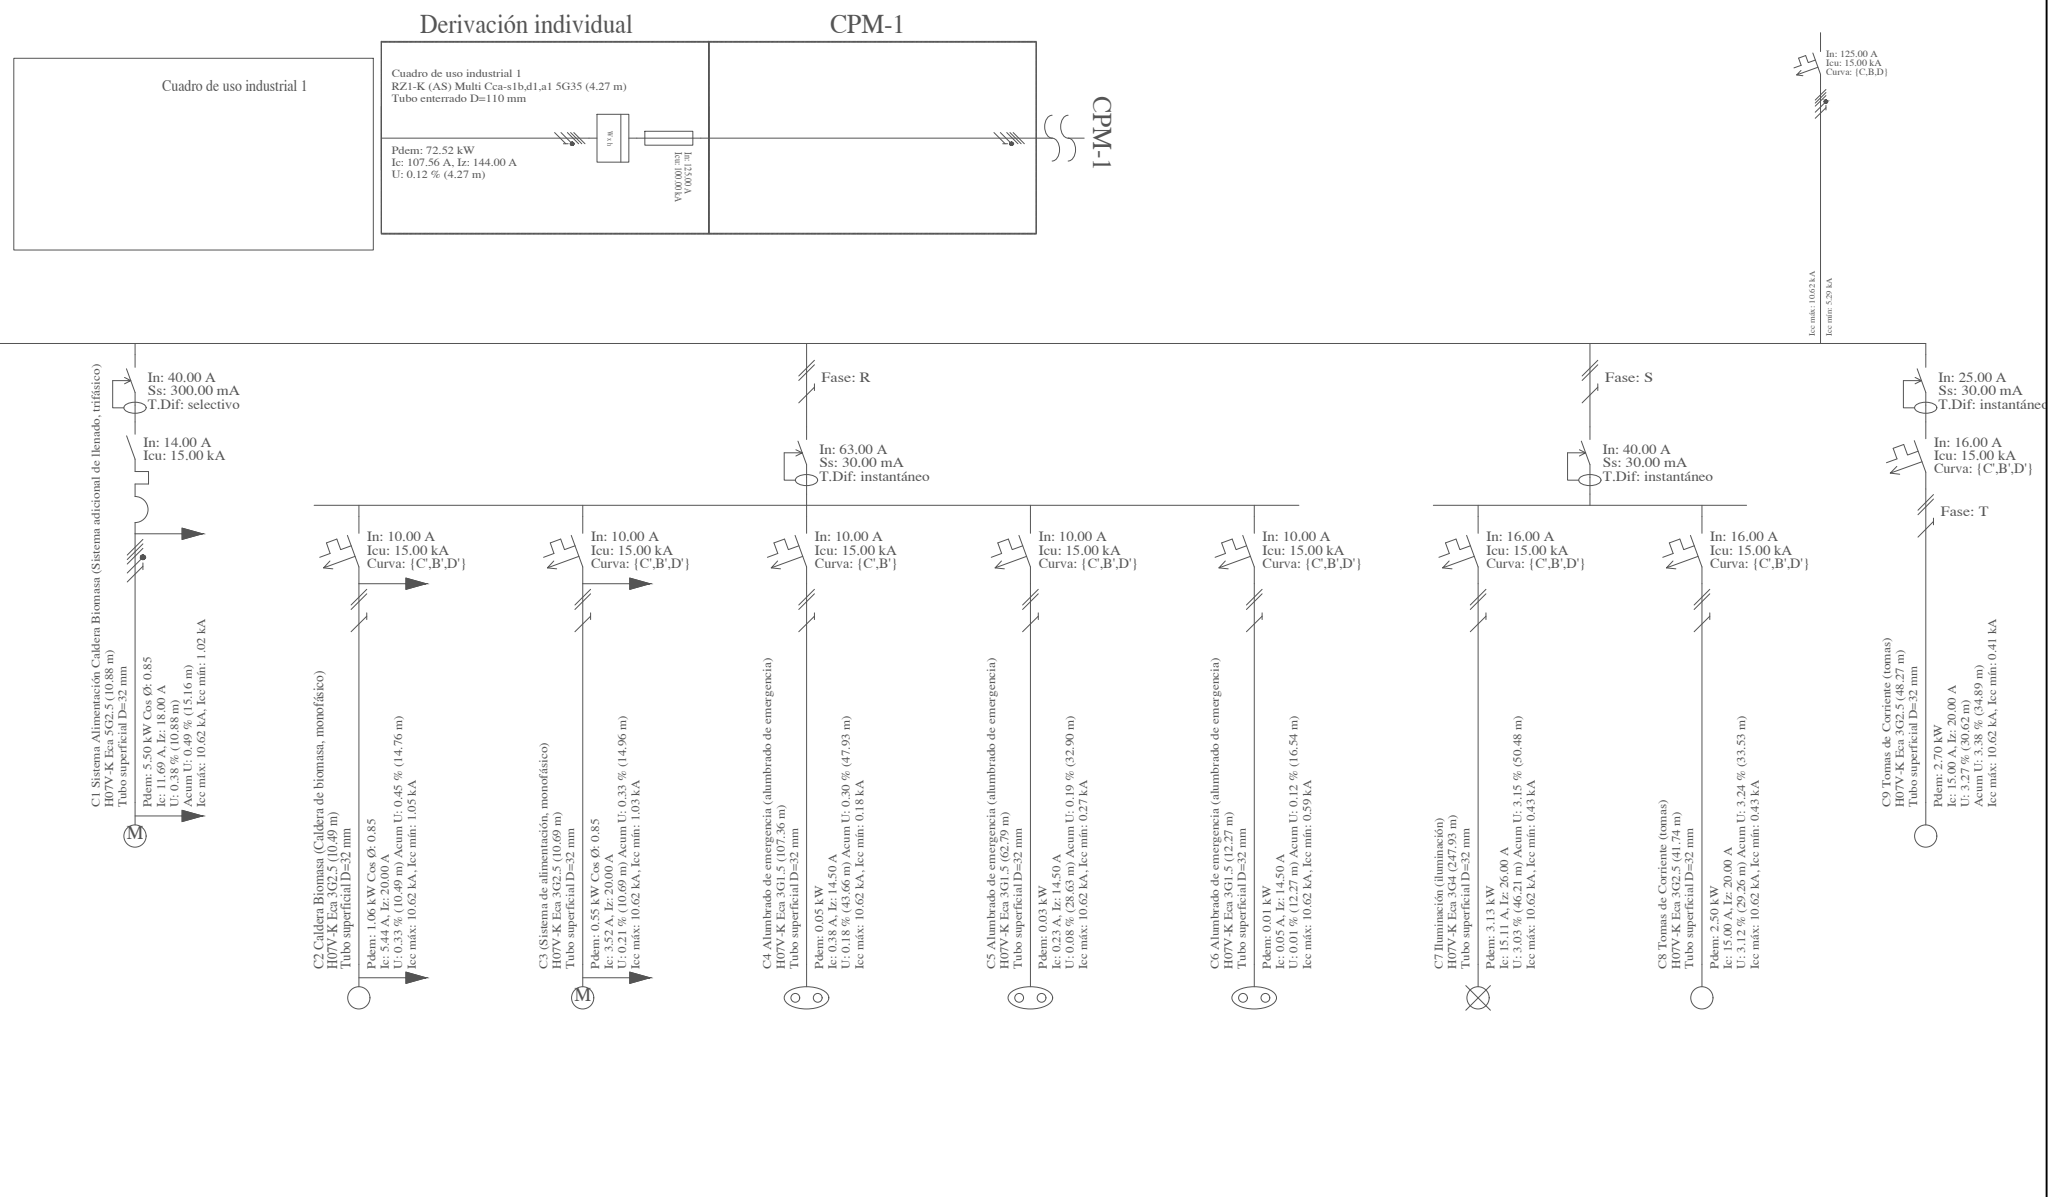 Derivación individual
CPM-1
Cuadro de uso industrial 1
Cuadro de uso industrial 1
RZ1-K (AS) Multi Cca-s1b,d1,a1 5G35 (4.27 m)
Tubo enterrado D=110 mm
W x h
In: 125.00 A
Icu: 100.00 kA
Pdem: 72.52 kW
Ic: 107.56 A, Iz: 144.00 A
U: 0.12 % (4.27 m)
CPM-1
In: 125.00 A
Icu: 15.00 kA
Curva: {C,B,D}
Icc máx: 10.62 kA
Icc mín: 5.29 kA
In: 40.00 A
Ss: 300.00 mA
T.Dif: selectivo
In: 14.00 A
Icu: 15.00 kA
C1 Sistema Alimentación Caldera Biomasa (Sistema adicional de llenado, trifásico)
H07V-K Eca 5G2.5 (10.88 m)
Tubo superficial D=32 mm
Pdem: 5.50 kW Cos Ø: 0.85
Ic: 11.69 A, Iz: 18.00 A
U: 0.38 % (10.88 m)
Acum U: 0.49 % (15.16 m)
Icc máx: 10.62 kA, Icc mín: 1.02 kA
M
Fase: R
In: 63.00 A
Ss: 30.00 mA
T.Dif: instantáneo
In: 10.00 A
Icu: 15.00 kA
Curva: {C',B',D'}
C2 Caldera Biomasa (Caldera de biomasa, monofásico)
H07V-K Eca 3G2.5 (10.49 m)
Tubo superficial D=32 mm
Pdem: 1.06 kW Cos Ø: 0.85
Ic: 5.44 A, Iz: 20.00 A
U: 0.33 % (10.49 m) Acum U: 0.45 % (14.76 m)
Icc máx: 10.62 kA, Icc mín: 1.05 kA
In: 10.00 A
Icu: 15.00 kA
Curva: {C',B',D'}
C3 (Sistema de alimentación, monofásico)
H07V-K Eca 3G2.5 (10.69 m)
Tubo superficial D=32 mm
Pdem: 0.55 kW Cos Ø: 0.85
Ic: 3.52 A, Iz: 20.00 A
U: 0.21 % (10.69 m) Acum U: 0.33 % (14.96 m)
Icc máx: 10.62 kA, Icc mín: 1.03 kA
M
In: 10.00 A
Icu: 15.00 kA
Curva: {C',B'}
C4 Alumbrado de emergencia (alumbrado de emergencia)
H07V-K Eca 3G1.5 (107.36 m)
Tubo superficial D=32 mm
Pdem: 0.05 kW
Ic: 0.38 A, Iz: 14.50 A
U: 0.18 % (43.66 m) Acum U: 0.30 % (47.93 m)
Icc máx: 10.62 kA, Icc mín: 0.18 kA
In: 10.00 A
Icu: 15.00 kA
Curva: {C',B',D'}
C5 Alumbrado de emergencia (alumbrado de emergencia)
H07V-K Eca 3G1.5 (62.79 m)
Tubo superficial D=32 mm
Pdem: 0.03 kW
Ic: 0.23 A, Iz: 14.50 A
U: 0.08 % (28.63 m) Acum U: 0.19 % (32.90 m)
Icc máx: 10.62 kA, Icc mín: 0.27 kA
In: 10.00 A
Icu: 15.00 kA
Curva: {C',B',D'}
C6 Alumbrado de emergencia (alumbrado de emergencia)
H07V-K Eca 3G1.5 (12.27 m)
Tubo superficial D=32 mm
Pdem: 0.01 kW
Ic: 0.05 A, Iz: 14.50 A
U: 0.01 % (12.27 m) Acum U: 0.12 % (16.54 m)
Icc máx: 10.62 kA, Icc mín: 0.59 kA
Fase: S
In: 40.00 A
Ss: 30.00 mA
T.Dif: instantáneo
In: 16.00 A
Icu: 15.00 kA
Curva: {C',B',D'}
C7 Iluminación (iluminación)
H07V-K Eca 3G4 (247.93 m)
Tubo superficial D=32 mm
Pdem: 3.13 kW
Ic: 15.11 A, Iz: 26.00 A
U: 3.03 % (46.21 m) Acum U: 3.15 % (50.48 m)
Icc máx: 10.62 kA, Icc mín: 0.43 kA
In: 16.00 A
Icu: 15.00 kA
Curva: {C',B',D'}
C8 Tomas de Corriente (tomas)
H07V-K Eca 3G2.5 (41.74 m)
Tubo superficial D=32 mm
Pdem: 2.50 kW
Ic: 15.00 A, Iz: 20.00 A
U: 3.12 % (29.26 m) Acum U: 3.24 % (33.53 m)
Icc máx: 10.62 kA, Icc mín: 0.43 kA
In: 25.00 A
Ss: 30.00 mA
T.Dif: instantáneo
In: 16.00 A
Icu: 15.00 kA
Curva: {C',B',D'}
Fase: T
C9 Tomas de Corriente (tomas)
H07V-K Eca 3G2.5 (48.27 m)
Tubo superficial D=32 mm
Pdem: 2.70 kW
Ic: 15.00 A, Iz: 20.00 A
U: 3.27 % (30.62 m)
Acum U: 3.38 % (34.89 m)
Icc máx: 10.62 kA, Icc mín: 0.41 kA